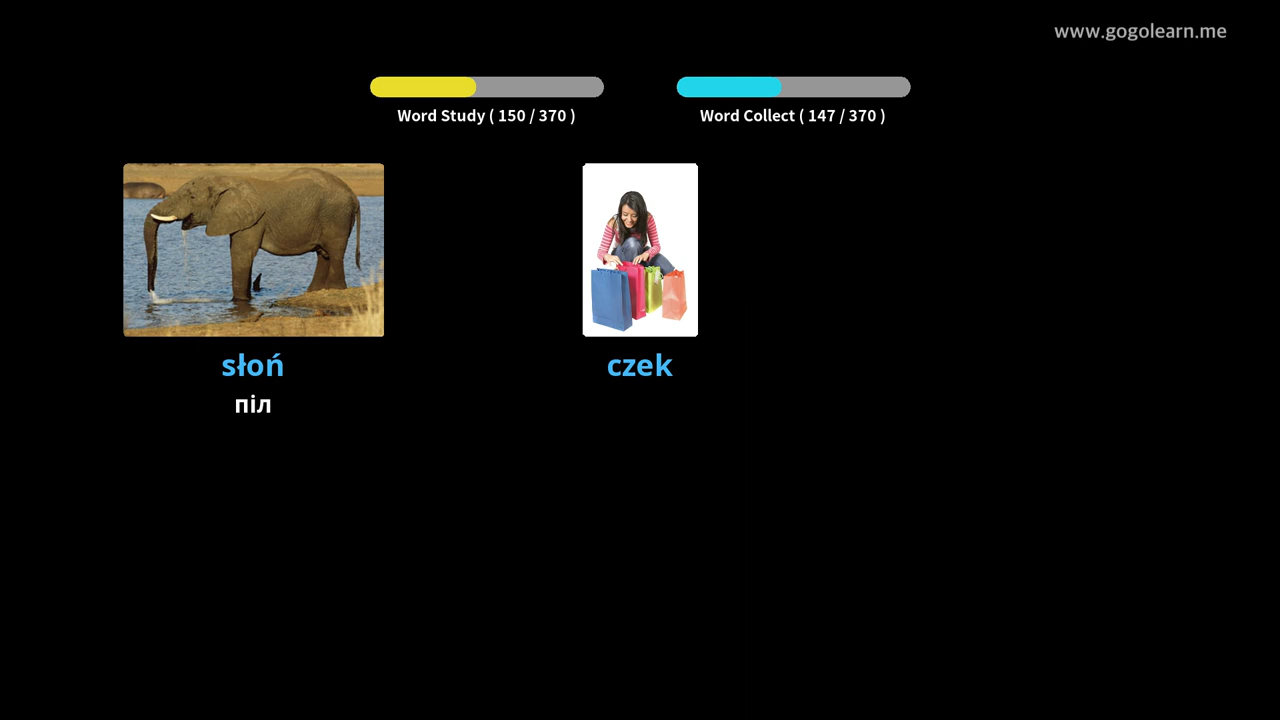 www.gogolearn.me
Word Study ( 150 / 370 )
Word Collect ( 147 / 370 )
słoń
піл
czek